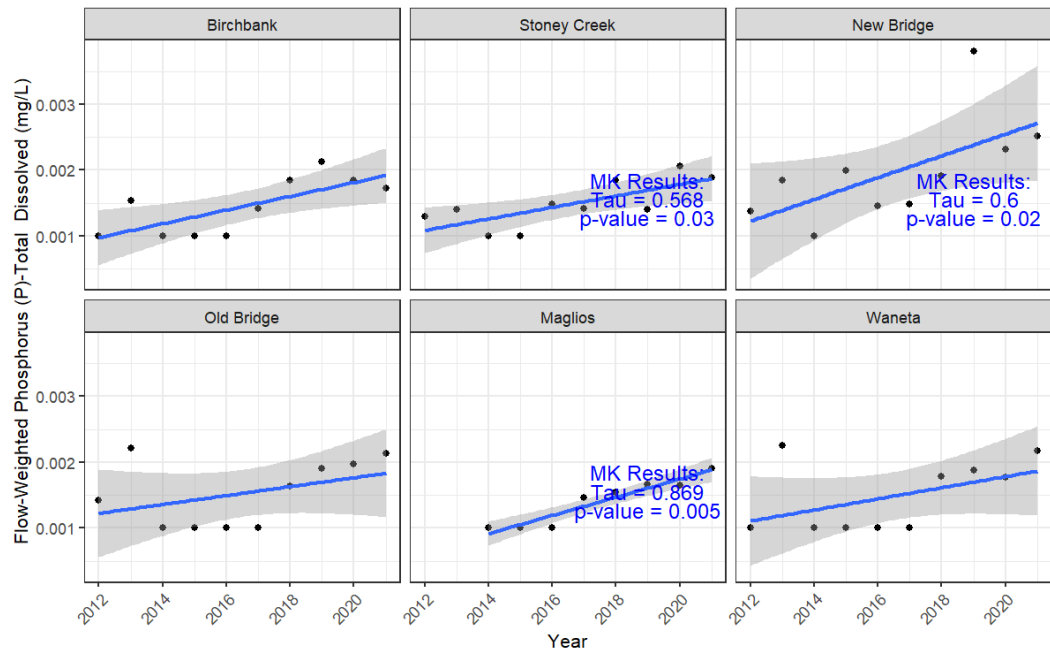 Birchbank
Stoney Creek
New Bridge
MK Results:
Tau = 0.568
p-value = 0.03
MK Results:
Tau = 0.6
p-value = 0.02
0.003
0.002
0.001
Flow-Weighted Phosphorus (P)-Total Dissolved (mg/L)
Old Bridge
Maglios
Waneta
MK Results:
Tau = 0.869
p-value = 0.005
0.003
0.002
0.001
2012
2014
2016
2018
2020
2012
2014
2016
2018
2020
2012
2014
2016
2018
2020
Year